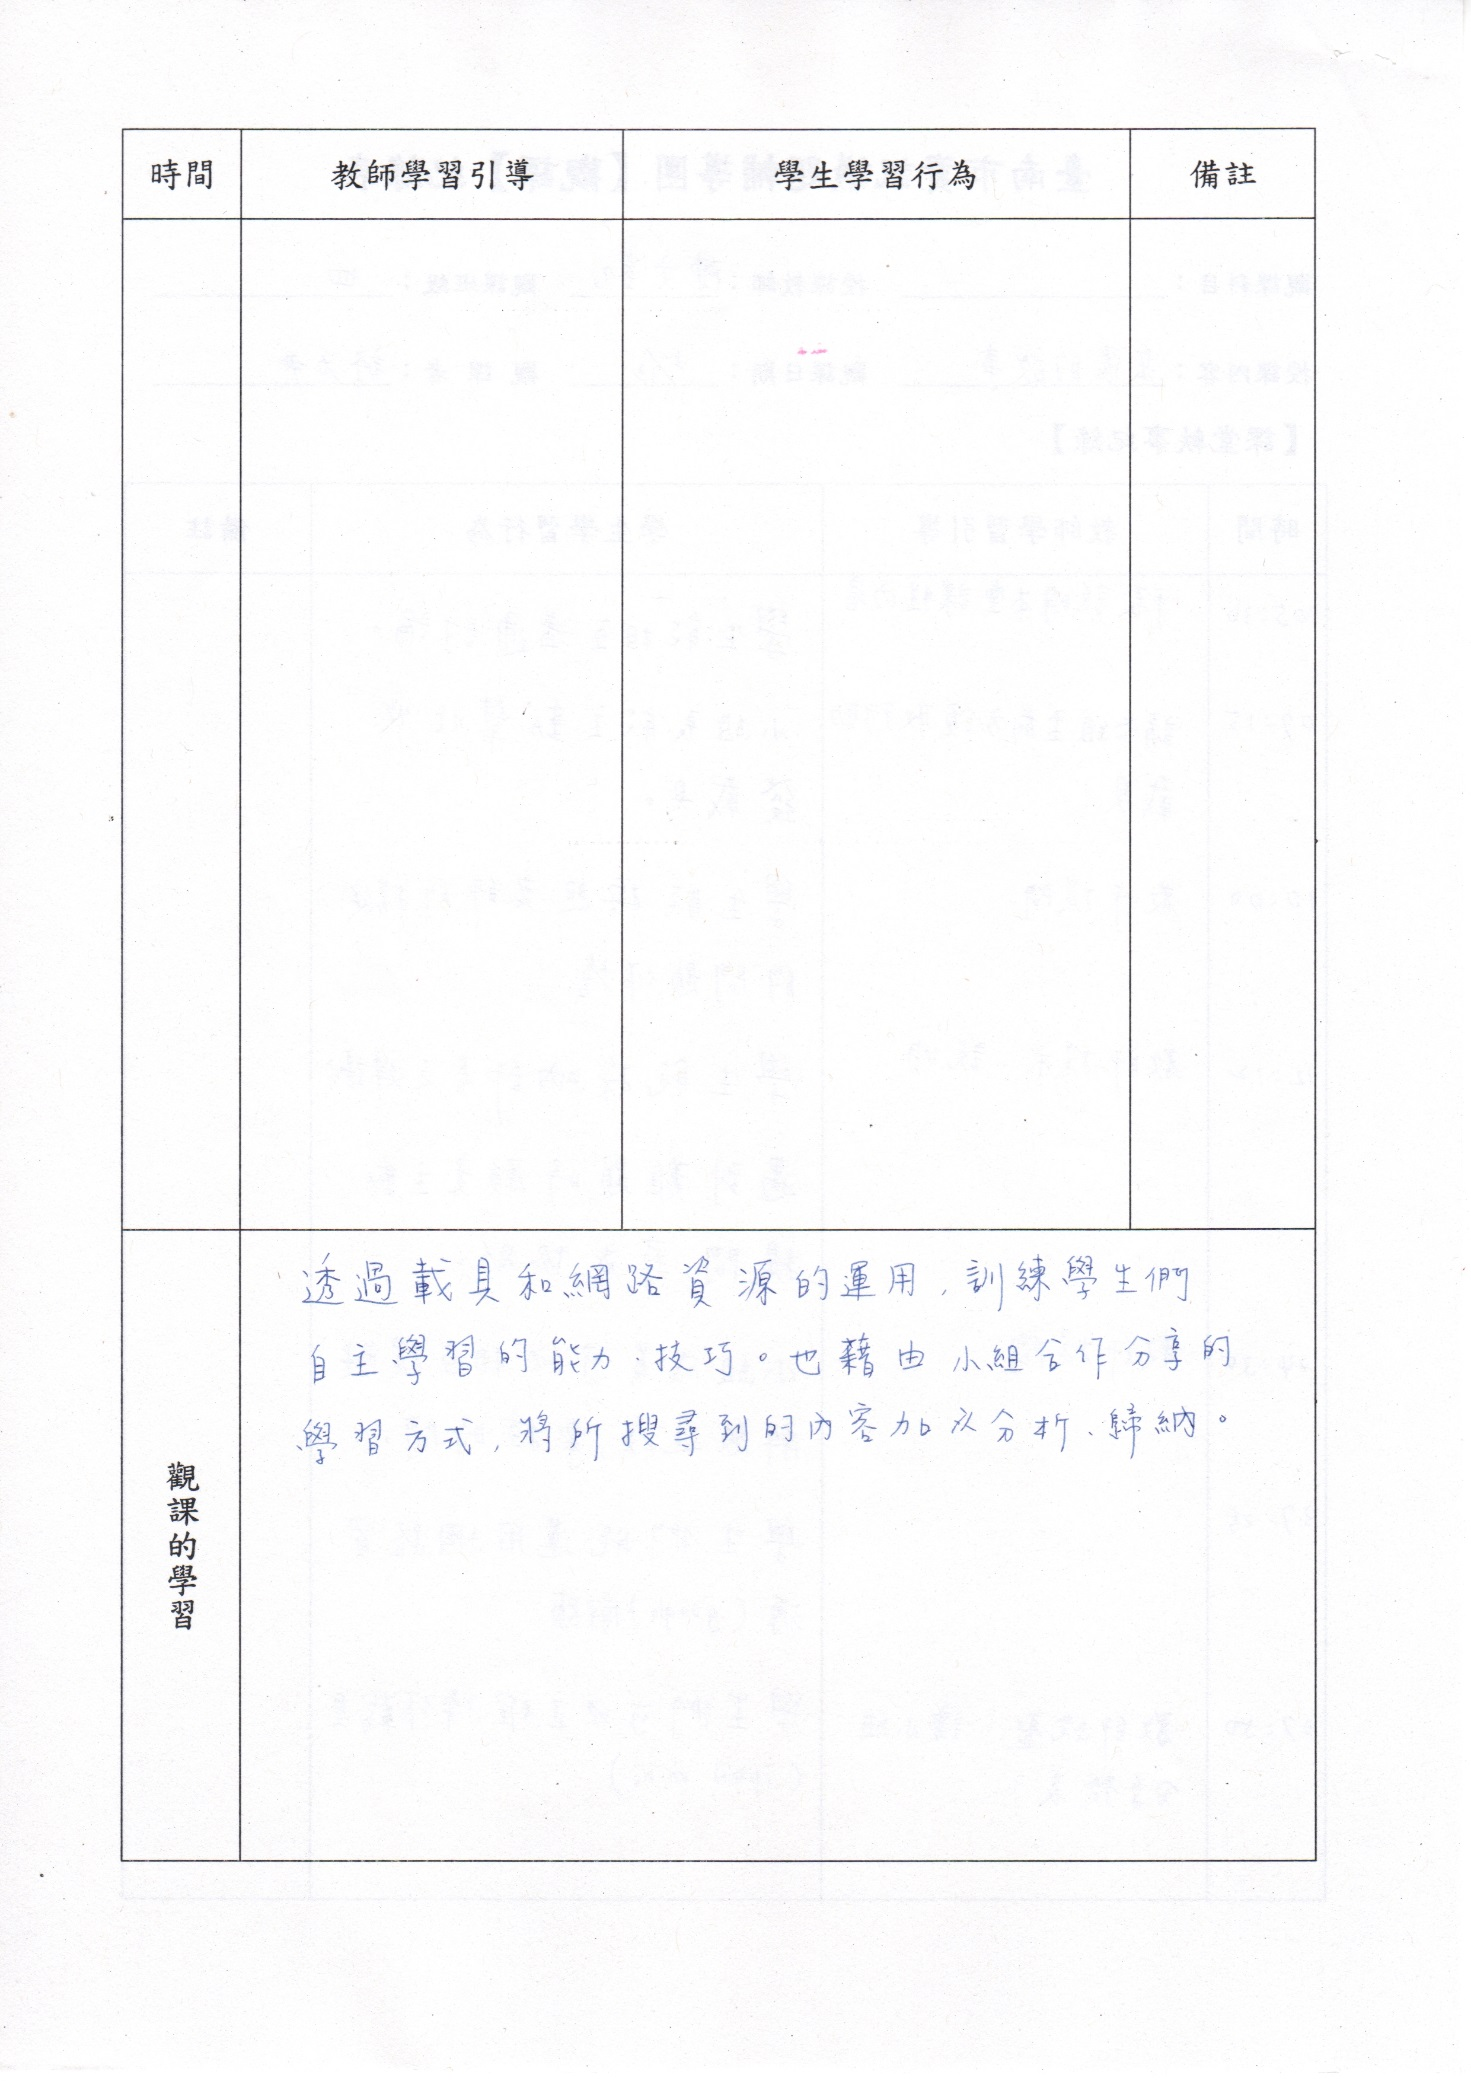 時間 教師學習引導 學生學習行為 備註
透過載具和網路資源的運用，訓練學生們
自主學習的能力、技巧。也藉由小組合作分享的
學習方式，將所搜尋到的內容加以分析、歸納。
觀課的學習